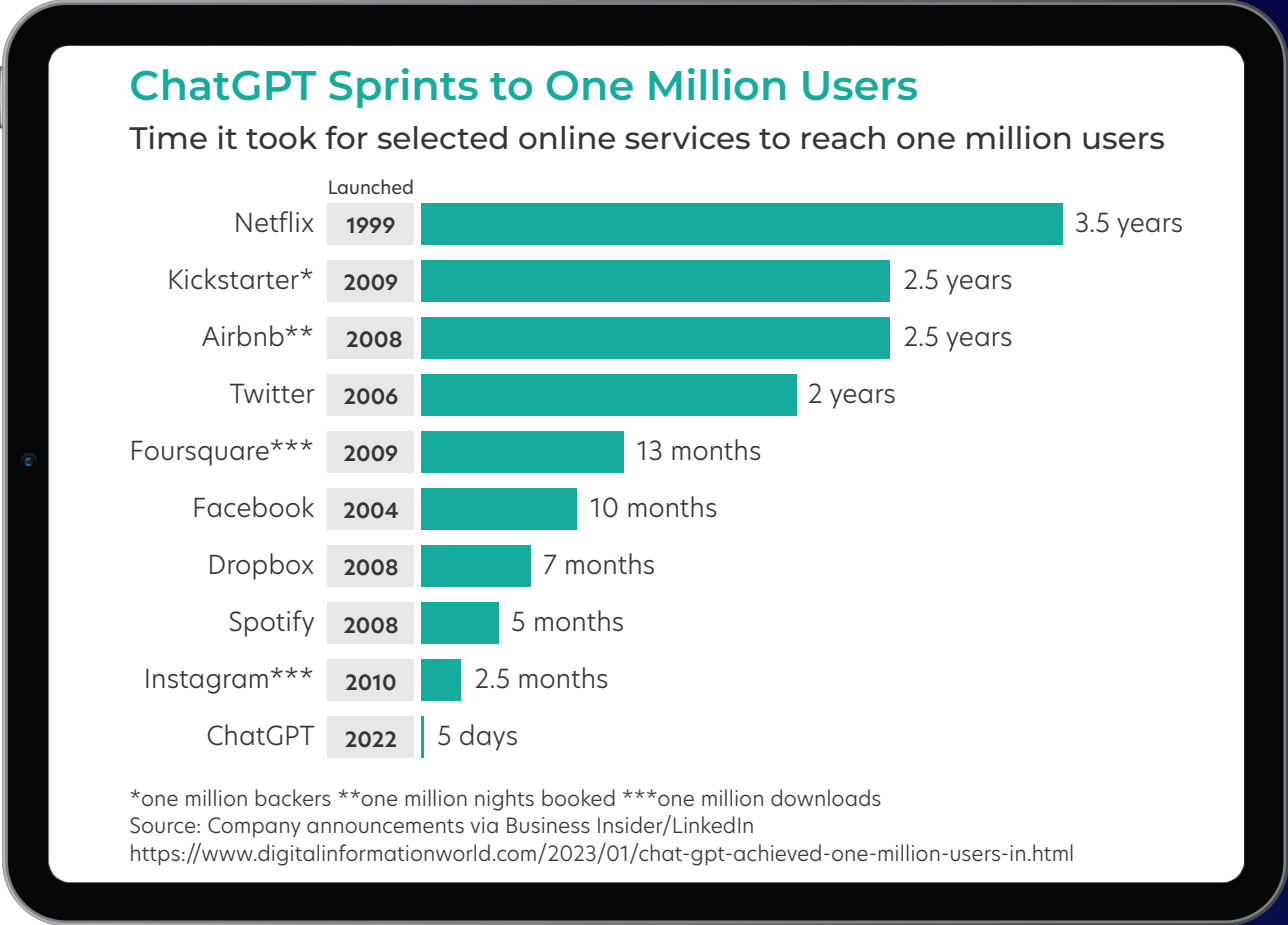 ChatGPT Sprints to One Million Users
Time it took for selected online services to reach one million users
Launched
Netflix 1999 3.5 years
Kickstarter* 2009 2.5 years
Airbnb** 2008 2.5 years
Twitter 2006 2 years
Foursquare*** 2009 13 months
Facebook 2004 10 months
Dropbox 2008 7 months
Spotify 2008 5 months
Instagram*** 2010 2.5 months
ChatGPT 2022 5 days
*one million backers **one million nights booked ***one million downloads
Source: Company announcements via Business Insider/LinkedIn
https://www.digitalinformationworld.com/2023/01/chat-gpt-achieved-one-million-users-in.html